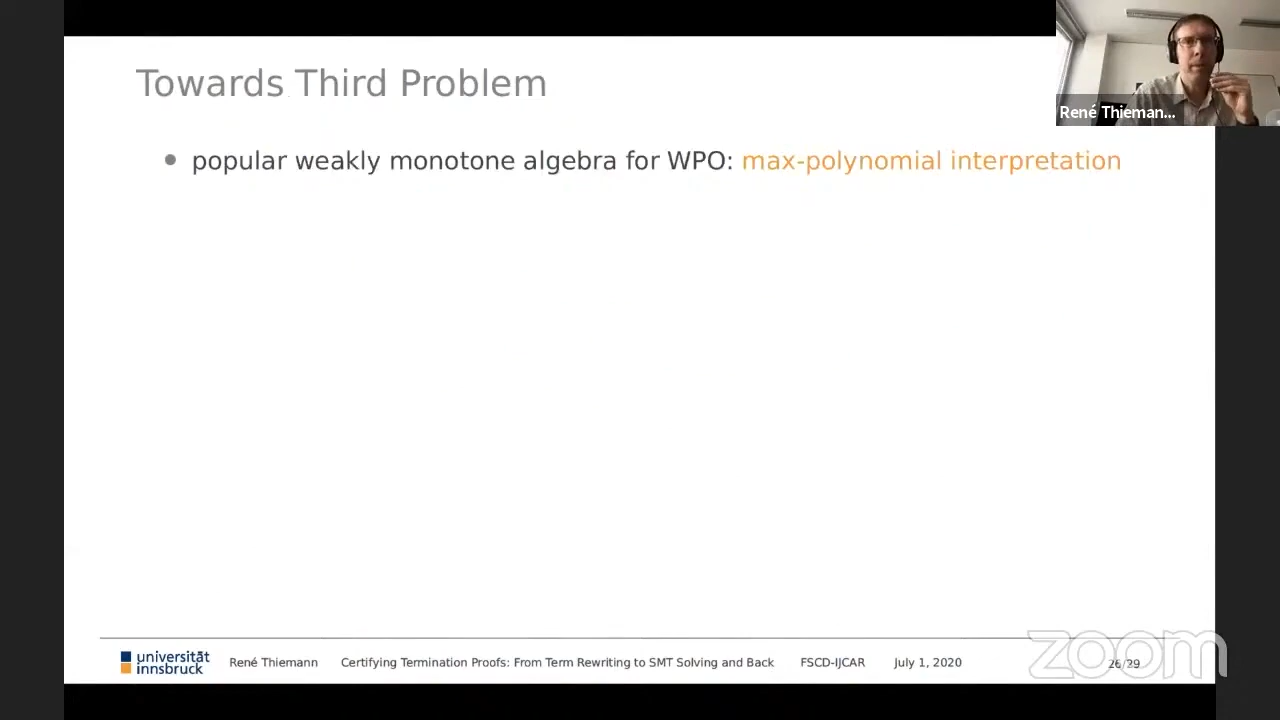 Towards Third Problem
René Thieman...
popular weakly monotone algebra for WPO: max-polynomial interpretation
universität
innsbruck
René Thiemann
Certifying Termination Proofs: From Term Rewriting to SMT Solving and Back
FSCD-IJCAR
July 1, 2020
26/29
zoom